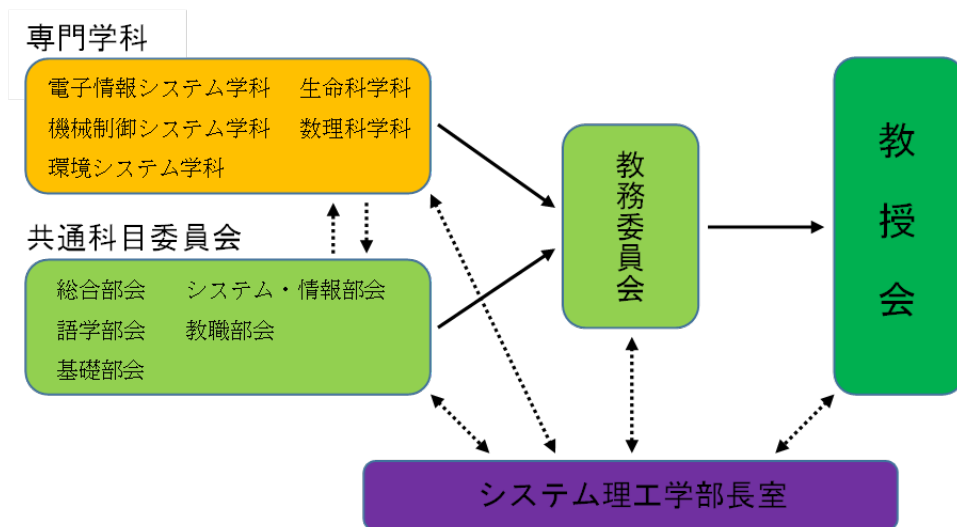 専門学科
電子情報システム学科 生命科学科
機械制御システム学科 数理科学科
環境システム学科
共通科目委員会
総合部会 システム・情報部会
語学部会 教職部会
基礎部会
教務委員会
教授会
システム理工学部長室